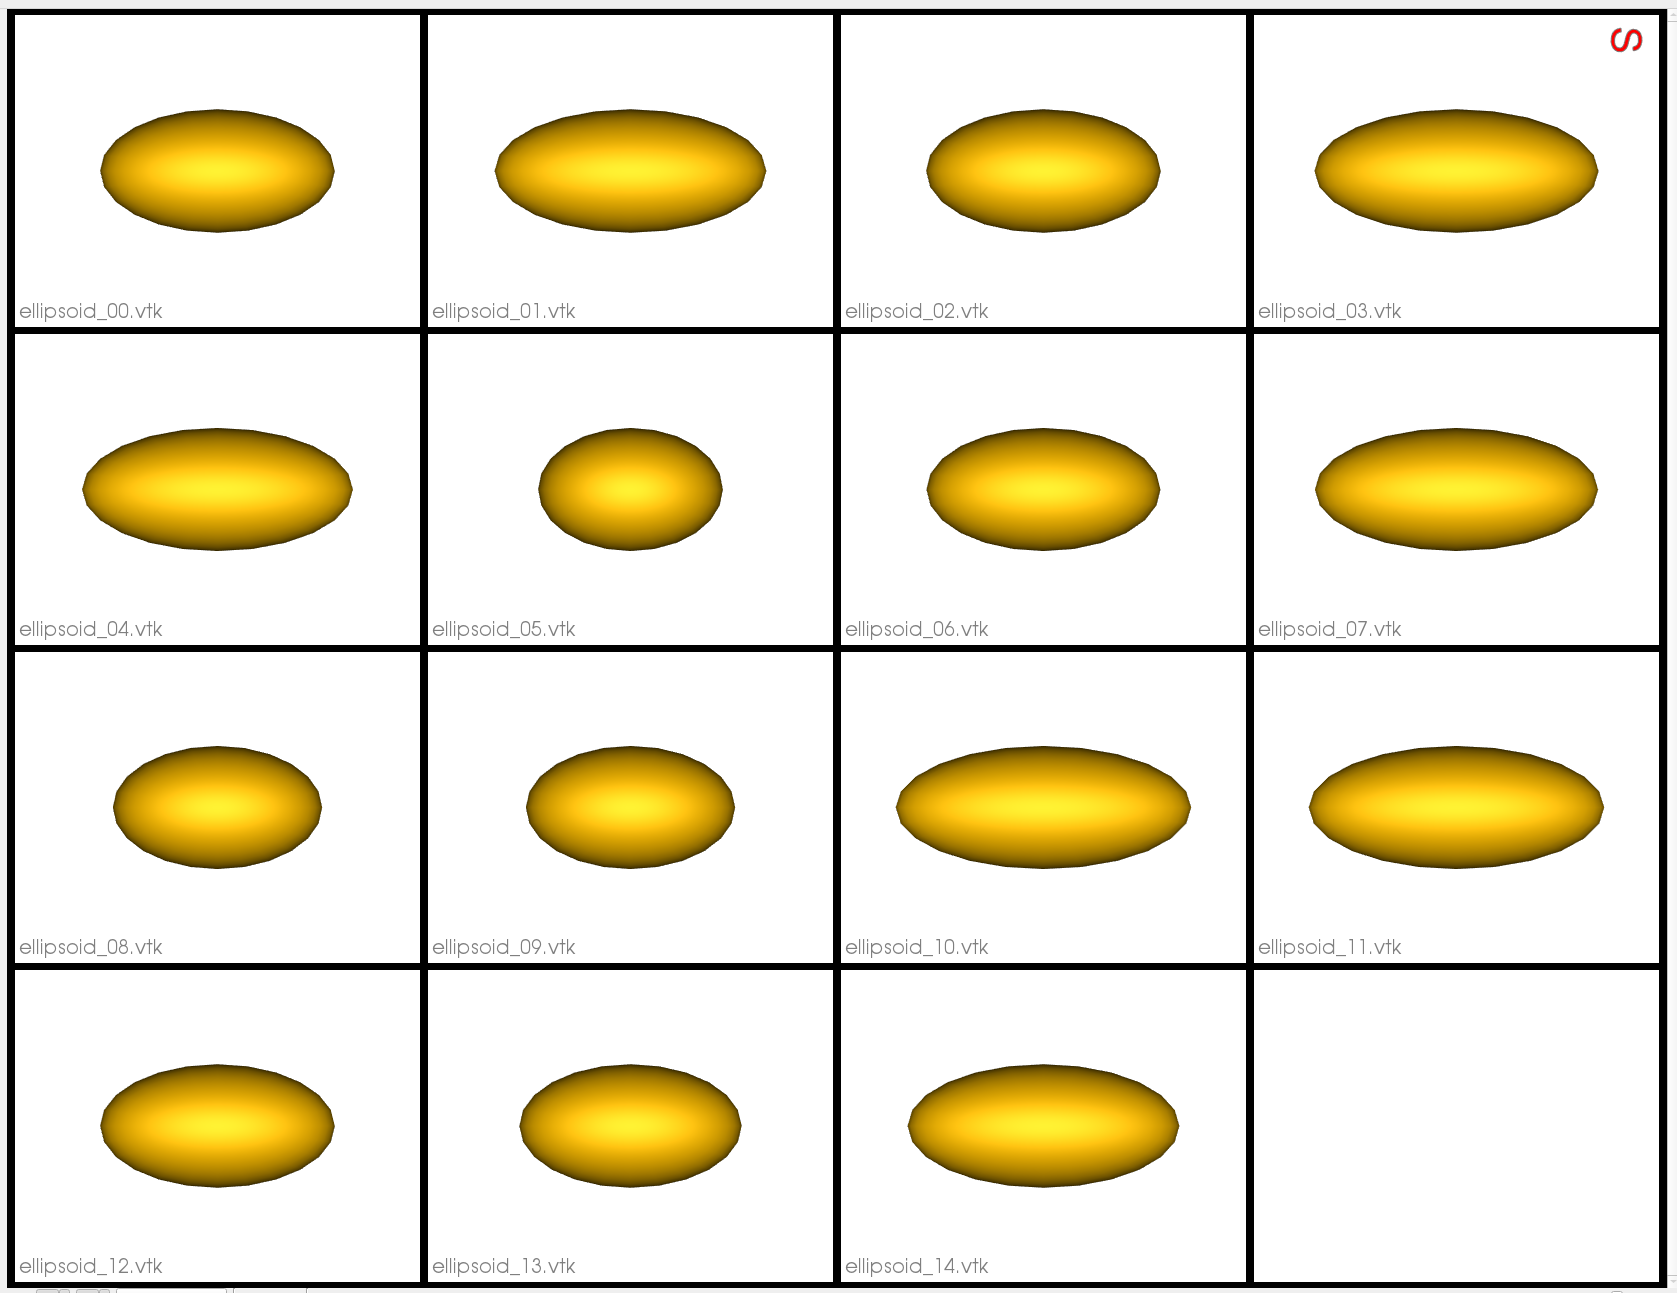 S
ellipsoid_00.vtk
ellipsoid_01.vtk
ellipsoid_02.vtk
ellipsoid_03.vtk
ellipsoid_04.vtk
ellipsoid_05.vtk
ellipsoid_06.vtk
ellipsoid_07.vtk
ellipsoid_08.vtk
ellipsoid_09.vtk
ellipsoid_10.vtk
ellipsoid_11.vtk
ellipsoid_12.vtk
ellipsoid_13.vtk
ellipsoid_14.vtk